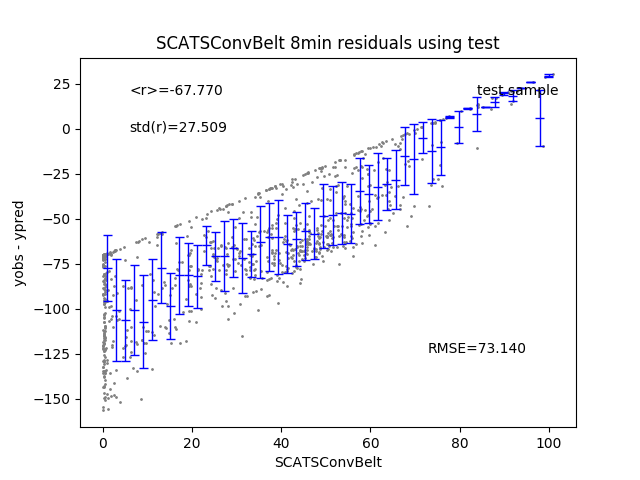 SCATSConvBelt 8min residuals using test
<r>=-67.770
test sample
std(r)=27.509
RMSE=73.140
yobs - ypred
25
0
−25
−50
−75
−100
−125
−150
0 20 40 60 80 100
SCATSConvBelt